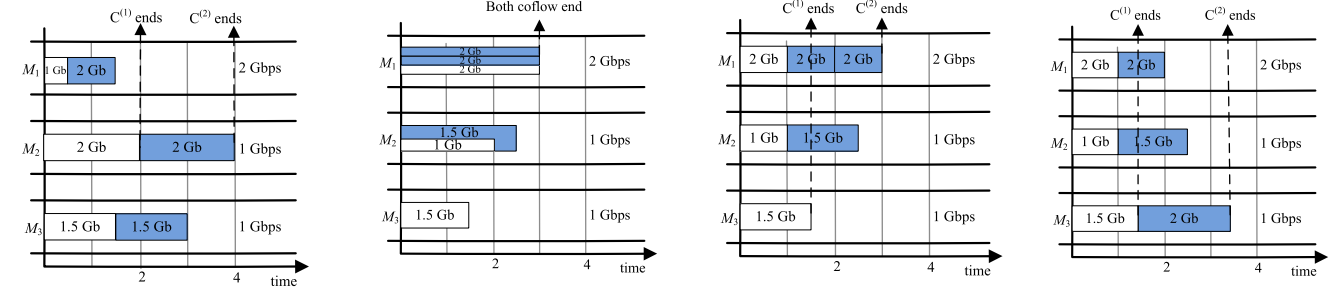 C(1) ends
C(2) ends
M1
1 Gb
2 Gb
2 Gbps
M2
2 Gb
2 Gb
1 Gbps
M3
1.5 Gb
1.5 Gb
1 Gbps
2
4
time
Both coflow end
M1
2 Gb
2 Gb
2 Gb
2 Gbps
M2
1.5 Gb
1 Gb
1 Gbps
M3
1.5 Gb
1 Gbps
2
4
time
C(1) ends
C(2) ends
M1
2 Gb
2 Gb
2 Gb
2 Gbps
M2
1 Gb
1.5 Gb
1 Gbps
M3
1.5 Gb
1 Gbps
2
4
time
C(1) ends
C(2) ends
M1
2 Gb
2 Gb
2 Gbps
M2
1 Gb
1.5 Gb
1 Gbps
M3
1.5 Gb
2 Gb
1 Gbps
2
4
time